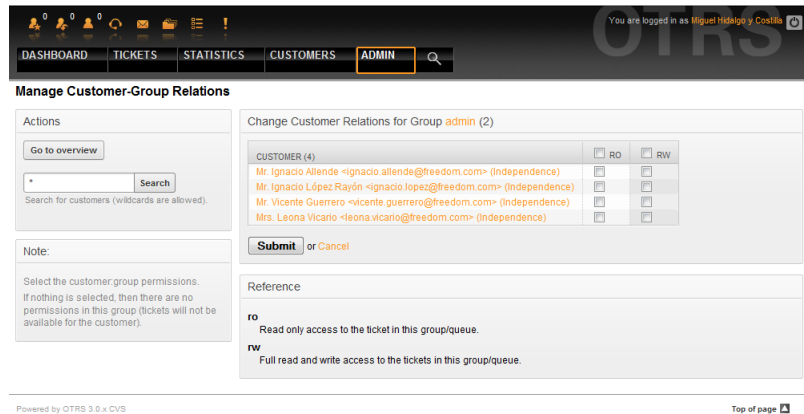 0 0 0
You are logged in as Miguel Hidalgo y Costilla
OTRS
DASHBOARD TICKETS STATISTICS CUSTOMERS ADMIN
Manage Customer-Group Relations
Actions
Go to overview
* Search
Search for customers (wildcards are allowed).
Note:
Select the customer:group permissions.
If nothing is selected, then there are no
permissions in this group (tickets will not be
available for the customer).
Change Customer Relations for Group admin (2)
CUSTOMER (4) RO RW
Mr. Ignacio Allende <ignacio.allende@freedom.com> (Independence)
Mr. Ignacio López Rayón <ignacio.lopez@freedom.com> (Independence)
Mr. Vicente Guerrero <vicente.guerrero@freedom.com> (Independence)
Mrs. Leona Vicario <leona.vicario@freedom.com> (Independence)
Submit or Cancel
Reference
ro
Read only access to the ticket in this group/queue.
rw
Full read and write access to the tickets in this group/queue.
Powered by OTRS 3.0.x CVS
Top of page